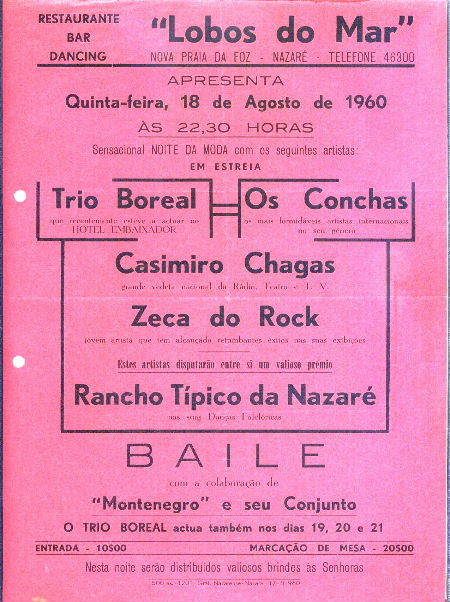 RESTAURANTE
BAR
DANCING
"Lobos do Mar"
NOVA PRAIA DA FOZ - NAZARÉ - TELEFONE 46300
APRESENTA
Quinta-feira, 18 de Agosto de 1960
ÀS 22,30 HORAS
Sensacional NOITE DA MODA com os seguintes artistas:
EM ESTREIA
Trio Boreal
que recentemente esteve a actuar no
HOTEL EMBAIXADOR
Os Conchas
os mais formidáveis artistas internacionais
no seu género
Casimiro Chagas
grande vedeta nacional da Rádio, Teatro e T. V.
Zeca do Rock
jovem artista que tem alcançado retumbantes êxitos nas suas exibições
Estes artistas disputarão entre si um valioso prémio
Rancho Típico da Nazaré
nas suas Danças Folclóricas
BAILE
com a colaboração de
"Montenegro" e seu Conjunto
O TRIO BOREAL actua também nos dias 19, 20 e 21
ENTRADA - 10$00
MARCAÇÃO DE MESA - 20$00
Nesta noite serão distribuídos valiosos brindes às Senhoras
500 ex.